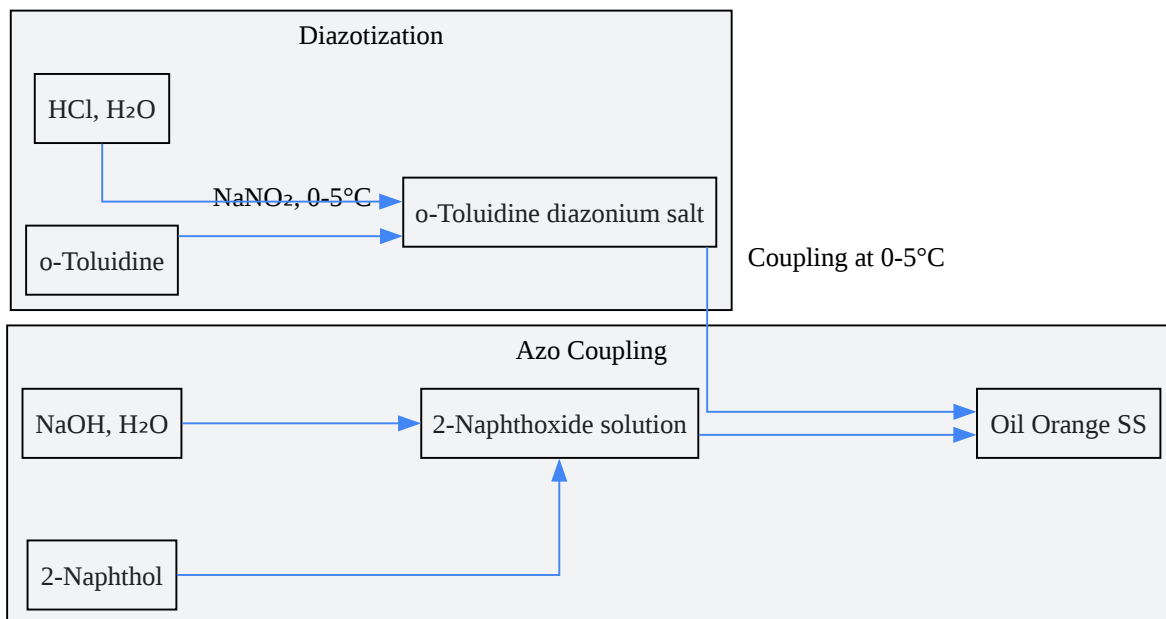 Diazotization
HCl, H₂O
NaNO₂, 0-5°C
o-Toluidine diazonium salt
o-Toluidine
Coupling at 0-5°C
Azo Coupling
NaOH, H₂O
2-Naphthoxide solution
Oil Orange SS
2-Naphthol